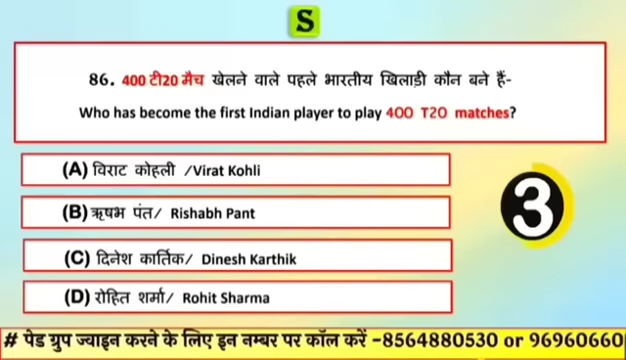 S
86. 400 टी20 मैच खेलने वाले पहले भारतीय खिलाडी कौन बने हैं-
Who has become the first Indian player to play 400 T20 matches?
(A) विराट कोहली /Virat Kohli
(B) ऋषभ पंत/ Rishabh Pant
(C) दिनेश कार्तिक/ Dinesh Karthik
(D) रोहित शर्मा/ Rohit Sharma
3
# पेड ग्रुप ज्वाइन करने के लिए इन नम्बर पर कॉल करें -8564880530 or 96960660